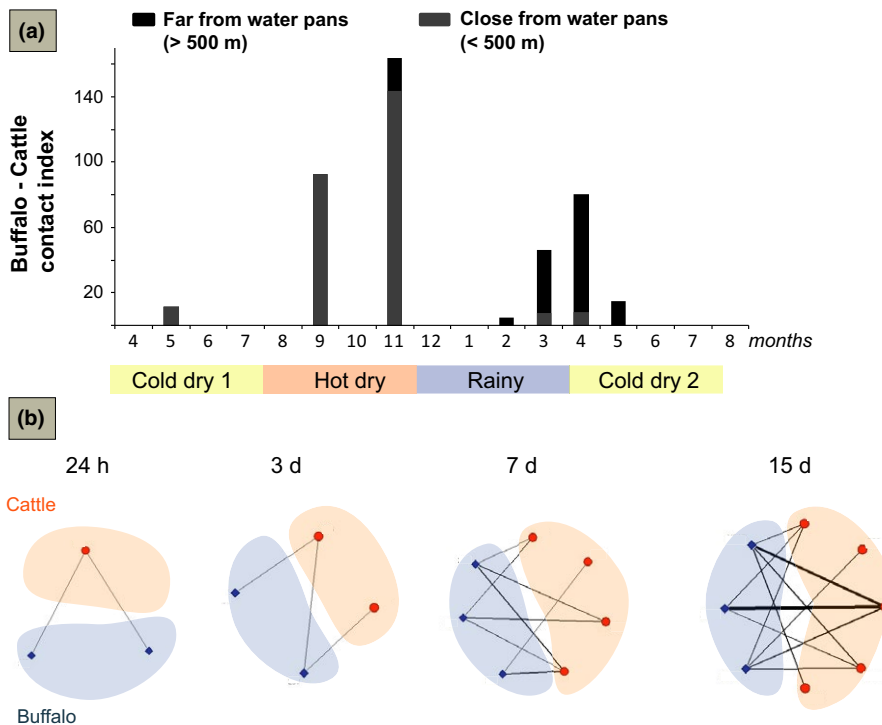 (a)
Far from water pans
(> 500 m)
Close from water pans
(< 500 m)
Buffalo - Cattle
contact index
140
100
60
20
4 5 6 7 8 9 10 11 12 1 2 3 4 5 6 7 8 months
Cold dry 1 Hot dry Rainy Cold dry 2
(b)
24 h 3 d 7 d 15 d
Cattle
Buffalo